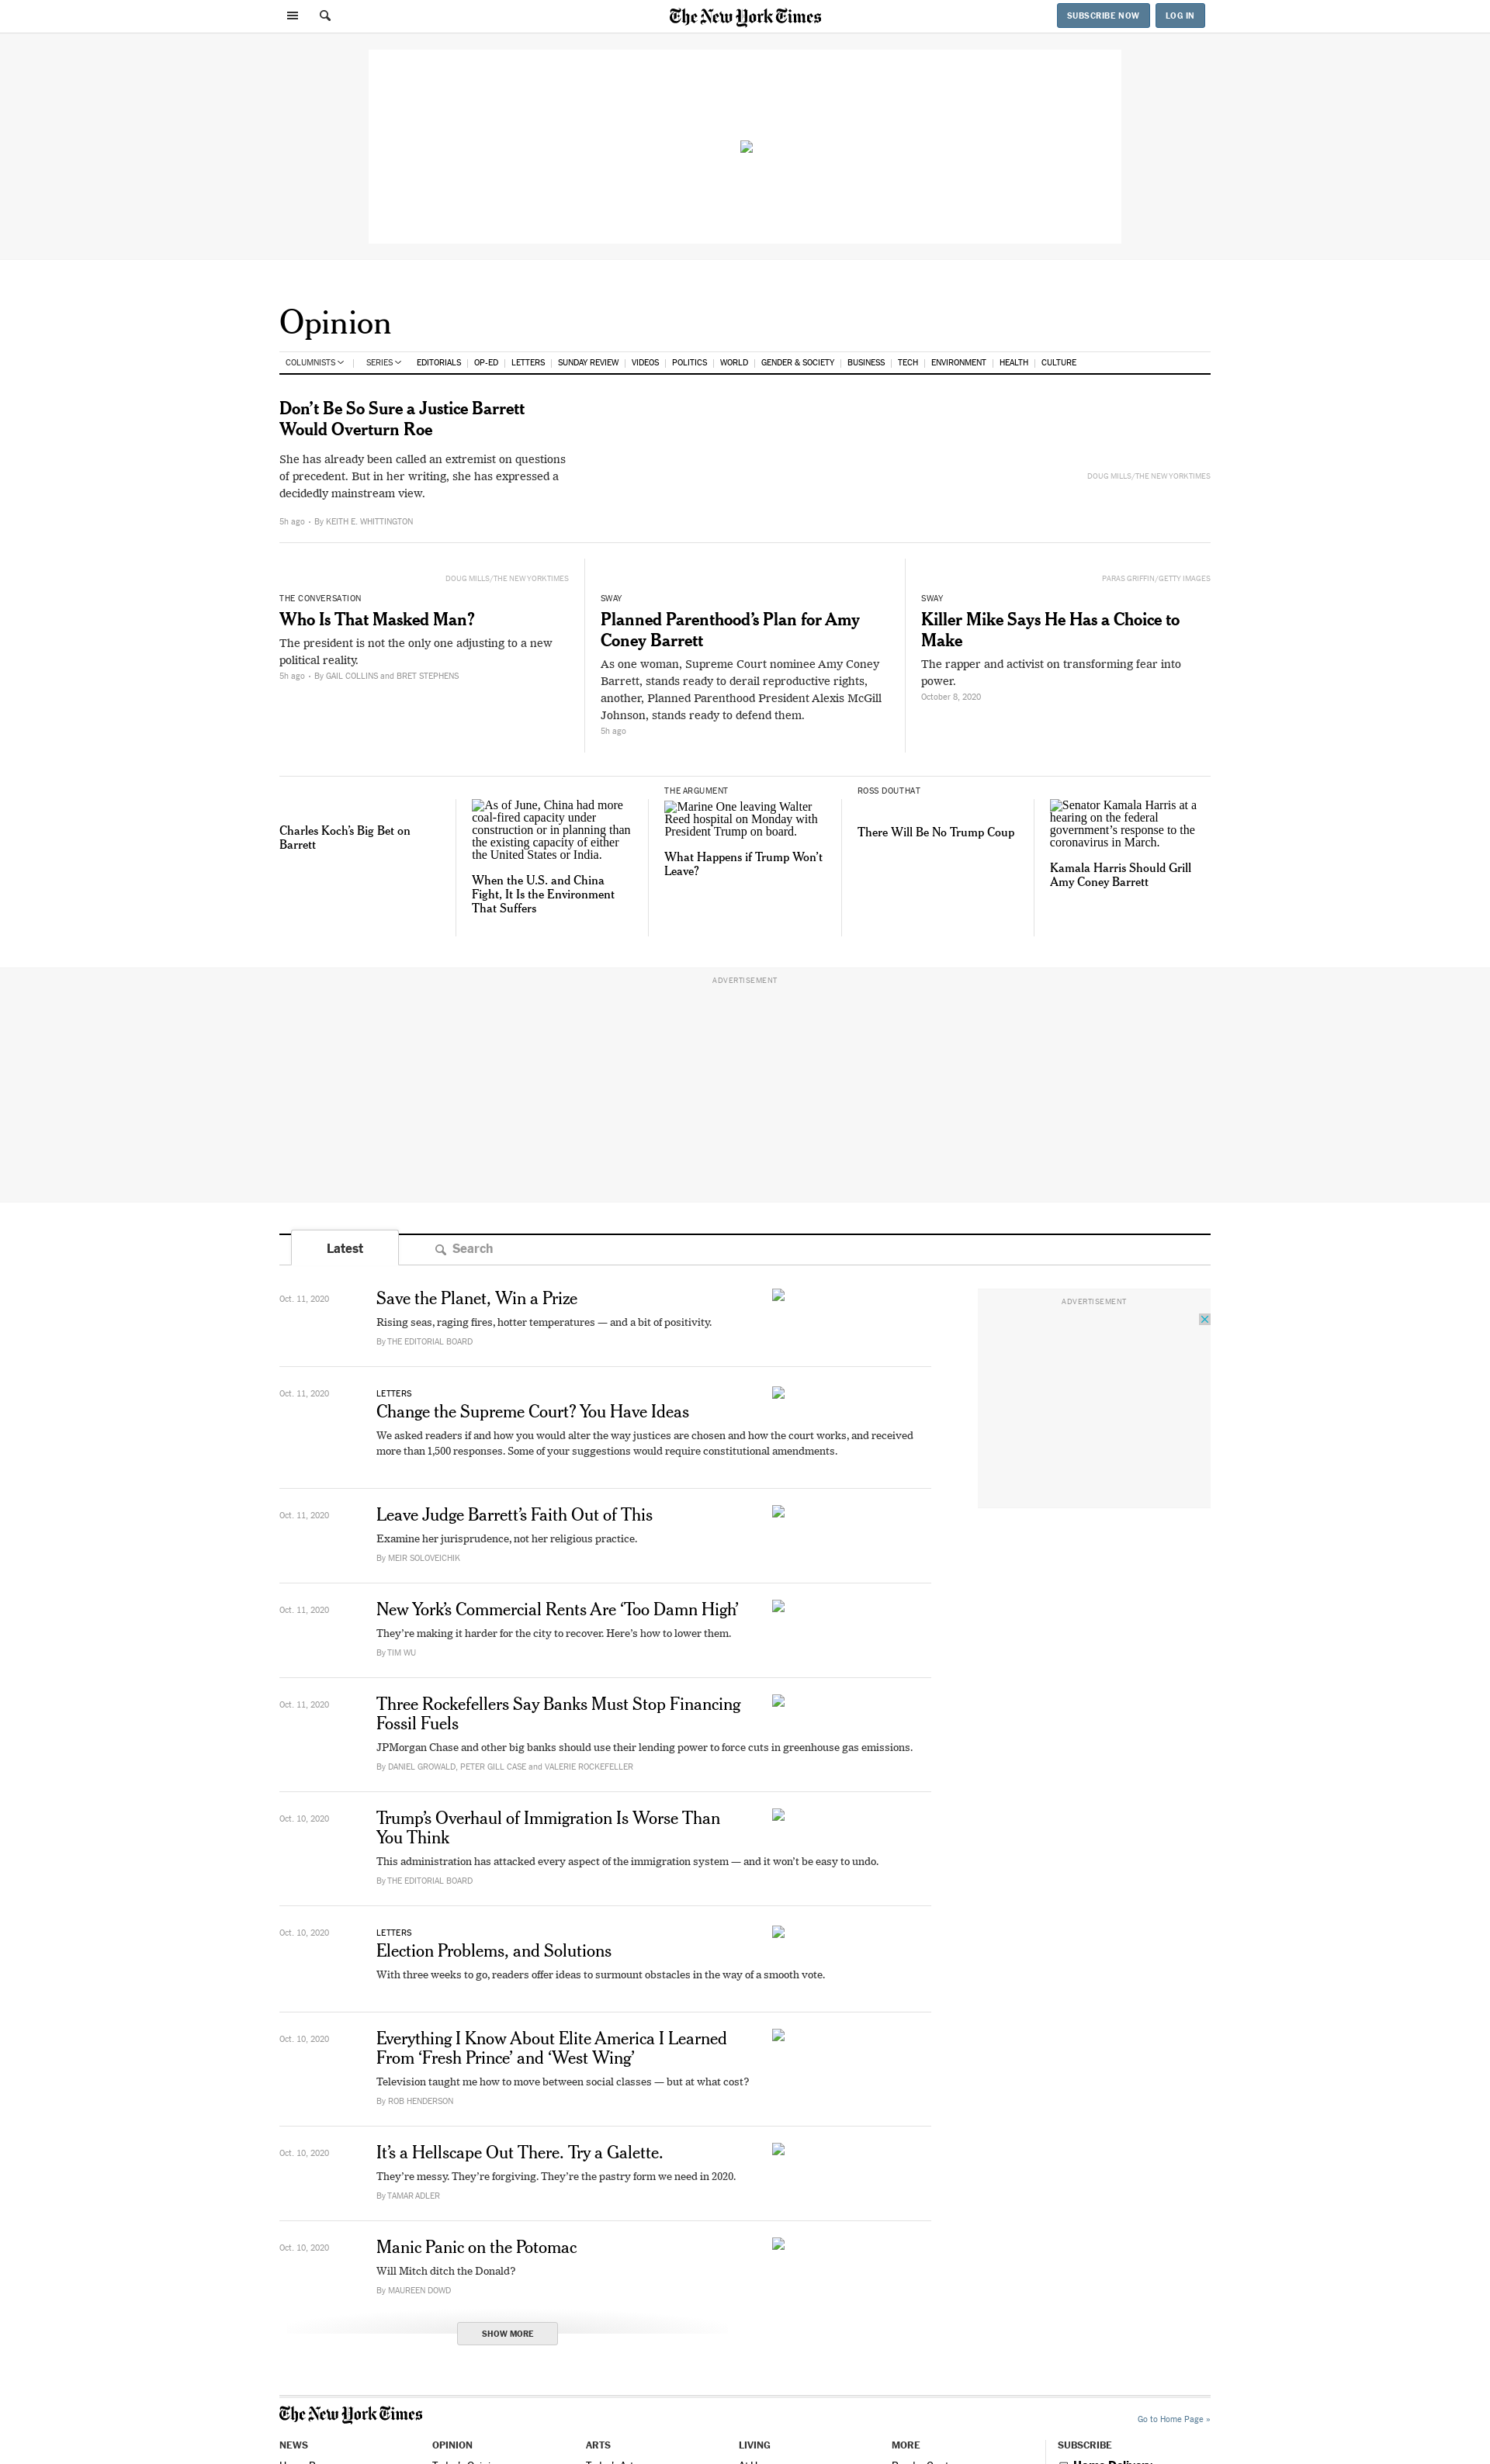 The New York Times
SUBSCRIBE NOW
LOG IN
Opinion
COLUMNISTS
SERIES
EDITORIALS
OP-ED
LETTERS
SUNDAY REVIEW
VIDEOS
POLITICS
WORLD
GENDER & SOCIETY
BUSINESS
TECH
ENVIRONMENT
HEALTH
CULTURE
Don’t Be So Sure a Justice Barrett
Would Overturn Roe
She has already been called an extremist on questions
of precedent. But in her writing, she has expressed a
decidedly mainstream view.
5h ago • By KEITH E. WHITTINGTON
DOUG MILLS/THE NEW YORK TIMES
DOUG MILLS/THE NEW YORK TIMES
THE CONVERSATION
Who Is That Masked Man?
The president is not the only one adjusting to a new
political reality.
5h ago • By GAIL COLLINS and BRET STEPHENS
SWAY
Planned Parenthood’s Plan for Amy
Coney Barrett
As one woman, Supreme Court nominee Amy Coney
Barrett, stands ready to derail reproductive rights,
another, Planned Parenthood President Alexis McGill
Johnson, stands ready to defend them.
5h ago
PARAS GRIFFIN/GETTY IMAGES
SWAY
Killer Mike Says He Has a Choice to
Make
The rapper and activist on transforming fear into
power.
October 8, 2020
Charles Koch’s Big Bet on
Barrett
As of June, China had more
coal-fired capacity under
construction or in planning than
the existing capacity of either
the United States or India.
When the U.S. and China
Fight, It Is the Environment
That Suffers
THE ARGUMENT
Marine One leaving Walter
Reed hospital on Monday with
President Trump on board.
What Happens if Trump Won’t
Leave?
ROSS DOUTHAT
There Will Be No Trump Coup
Senator Kamala Harris at a
hearing on the federal
government’s response to the
coronavirus in March.
Kamala Harris Should Grill
Amy Coney Barrett
ADVERTISEMENT
Latest
Search
Oct. 11, 2020
Save the Planet, Win a Prize
Rising seas, raging fires, hotter temperatures — and a bit of positivity.
By THE EDITORIAL BOARD
ADVERTISEMENT
Oct. 11, 2020
LETTERS
Change the Supreme Court? You Have Ideas
We asked readers if and how you would alter the way justices are chosen and how the court works, and received
more than 1,500 responses. Some of your suggestions would require constitutional amendments.
Oct. 11, 2020
Leave Judge Barrett’s Faith Out of This
Examine her jurisprudence, not her religious practice.
By MEIR SOLOVEICHIK
Oct. 11, 2020
New York’s Commercial Rents Are ‘Too Damn High’
They’re making it harder for the city to recover. Here’s how to lower them.
By TIM WU
Oct. 11, 2020
Three Rockefellers Say Banks Must Stop Financing
Fossil Fuels
JPMorgan Chase and other big banks should use their lending power to force cuts in greenhouse gas emissions.
By DANIEL GROWALD, PETER GILL CASE and VALERIE ROCKEFELLER
Oct. 10, 2020
Trump’s Overhaul of Immigration Is Worse Than
You Think
This administration has attacked every aspect of the immigration system — and it won’t be easy to undo.
By THE EDITORIAL BOARD
Oct. 10, 2020
LETTERS
Election Problems, and Solutions
With three weeks to go, readers offer ideas to surmount obstacles in the way of a smooth vote.
Oct. 10, 2020
Everything I Know About Elite America I Learned
From ‘Fresh Prince’ and ‘West Wing’
Television taught me how to move between social classes — but at what cost?
By ROB HENDERSON
Oct. 10, 2020
It’s a Hellscape Out There. Try a Galette.
They’re messy. They’re forgiving. They’re the pastry form we need in 2020.
By TAMAR ADLER
Oct. 10, 2020
Manic Panic on the Potomac
Will Mitch ditch the Donald?
By MAUREEN DOWD
SHOW MORE
The New York Times
Go to Home Page »
NEWS
OPINION
ARTS
LIVING
MORE
SUBSCRIBE